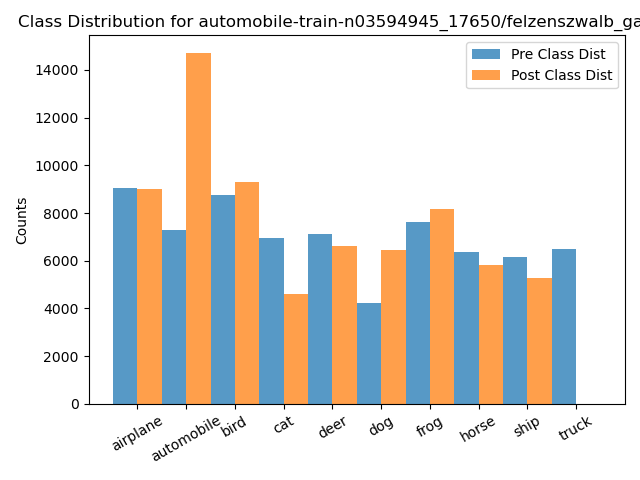 Class Distribution for automobile-train-n03594945_17650/felzenszwalb_ga
Pre Class Dist
Post Class Dist
Counts
14000
12000
10000
8000
6000
4000
2000
0
airplane
automobile
bird
cat
deer
dog
frog
horse
ship
truck